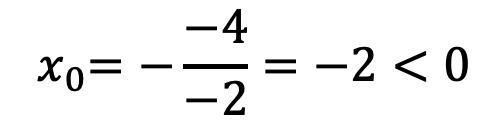 x₀ = − −4/−2 = −2 < 0